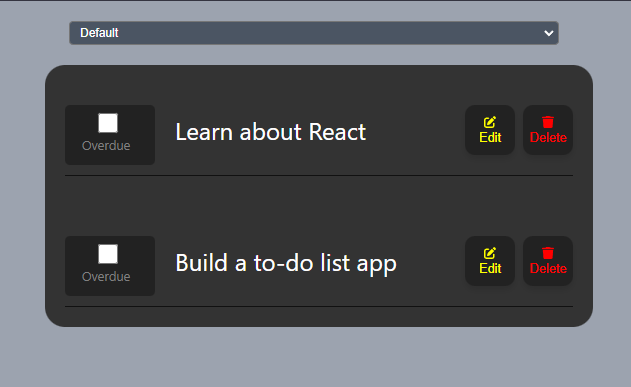 Default
Learn about React
Overdue
Edit
Delete
Build a to-do list app
Overdue
Edit
Delete